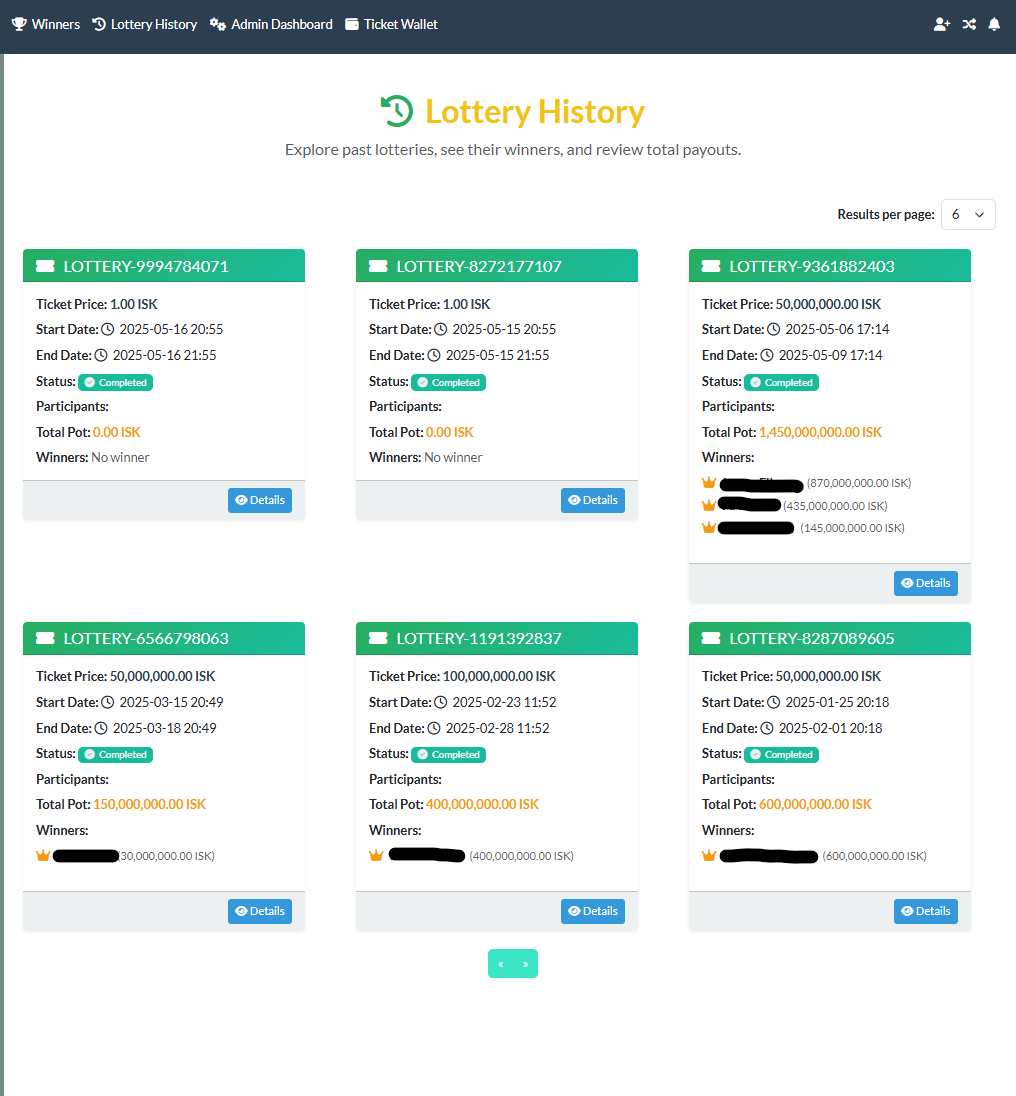 Winners Lottery History Admin Dashboard Ticket Wallet
Lottery History
Explore past lotteries, see their winners, and review total payouts.
Results per page: 6
LOTTERY-9994784071
Ticket Price: 1.00 ISK
Start Date: 2025-05-16 20:55
End Date: 2025-05-16 21:55
Status: Completed
Participants:
Total Pot: 0.00 ISK
Winners: No winner
Details
LOTTERY-8272177107
Ticket Price: 1.00 ISK
Start Date: 2025-05-15 20:55
End Date: 2025-05-15 21:55
Status: Completed
Participants:
Total Pot: 0.00 ISK
Winners: No winner
Details
LOTTERY-9361882403
Ticket Price: 50,000,000.00 ISK
Start Date: 2025-05-06 17:14
End Date: 2025-05-09 17:14
Status: Completed
Participants:
Total Pot: 1,450,000,000.00 ISK
Winners:
(870,000,000.00 ISK)
(435,000,000.00 ISK)
(145,000,000.00 ISK)
Details
LOTTERY-6566798063
Ticket Price: 50,000,000.00 ISK
Start Date: 2025-03-15 20:49
End Date: 2025-03-18 20:49
Status: Completed
Participants:
Total Pot: 150,000,000.00 ISK
Winners:
30,000,000.00 ISK)
Details
LOTTERY-1191392837
Ticket Price: 100,000,000.00 ISK
Start Date: 2025-02-23 11:52
End Date: 2025-02-28 11:52
Status: Completed
Participants:
Total Pot: 400,000,000.00 ISK
Winners:
(400,000,000.00 ISK)
Details
LOTTERY-8287089605
Ticket Price: 50,000,000.00 ISK
Start Date: 2025-01-25 20:18
End Date: 2025-02-01 20:18
Status: Completed
Participants:
Total Pot: 600,000,000.00 ISK
Winners:
(600,000,000.00 ISK)
Details
« »